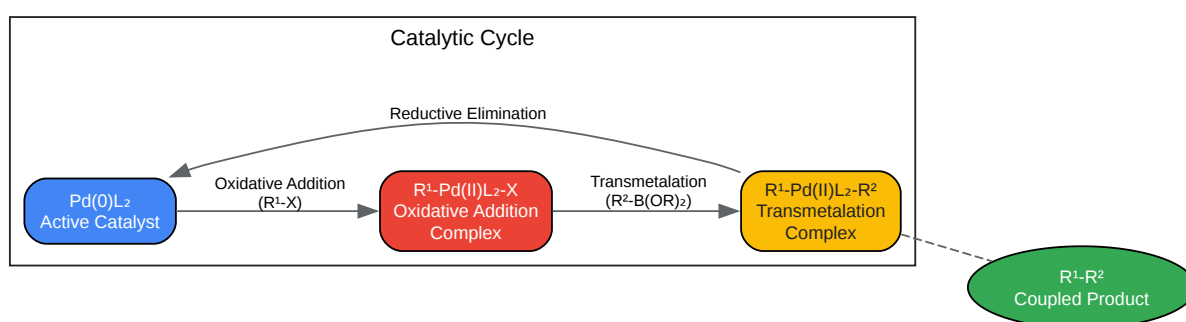 Catalytic Cycle
Reductive Elimination
Pd(0)L₂
Active Catalyst
Oxidative Addition
(R¹-X)
R¹-Pd(II)L₂-X
Oxidative Addition
Complex
Transmetalation
(R²-B(OR)₂)
R¹-Pd(II)L₂-R²
Transmetalation
Complex
R¹-R²
Coupled Product